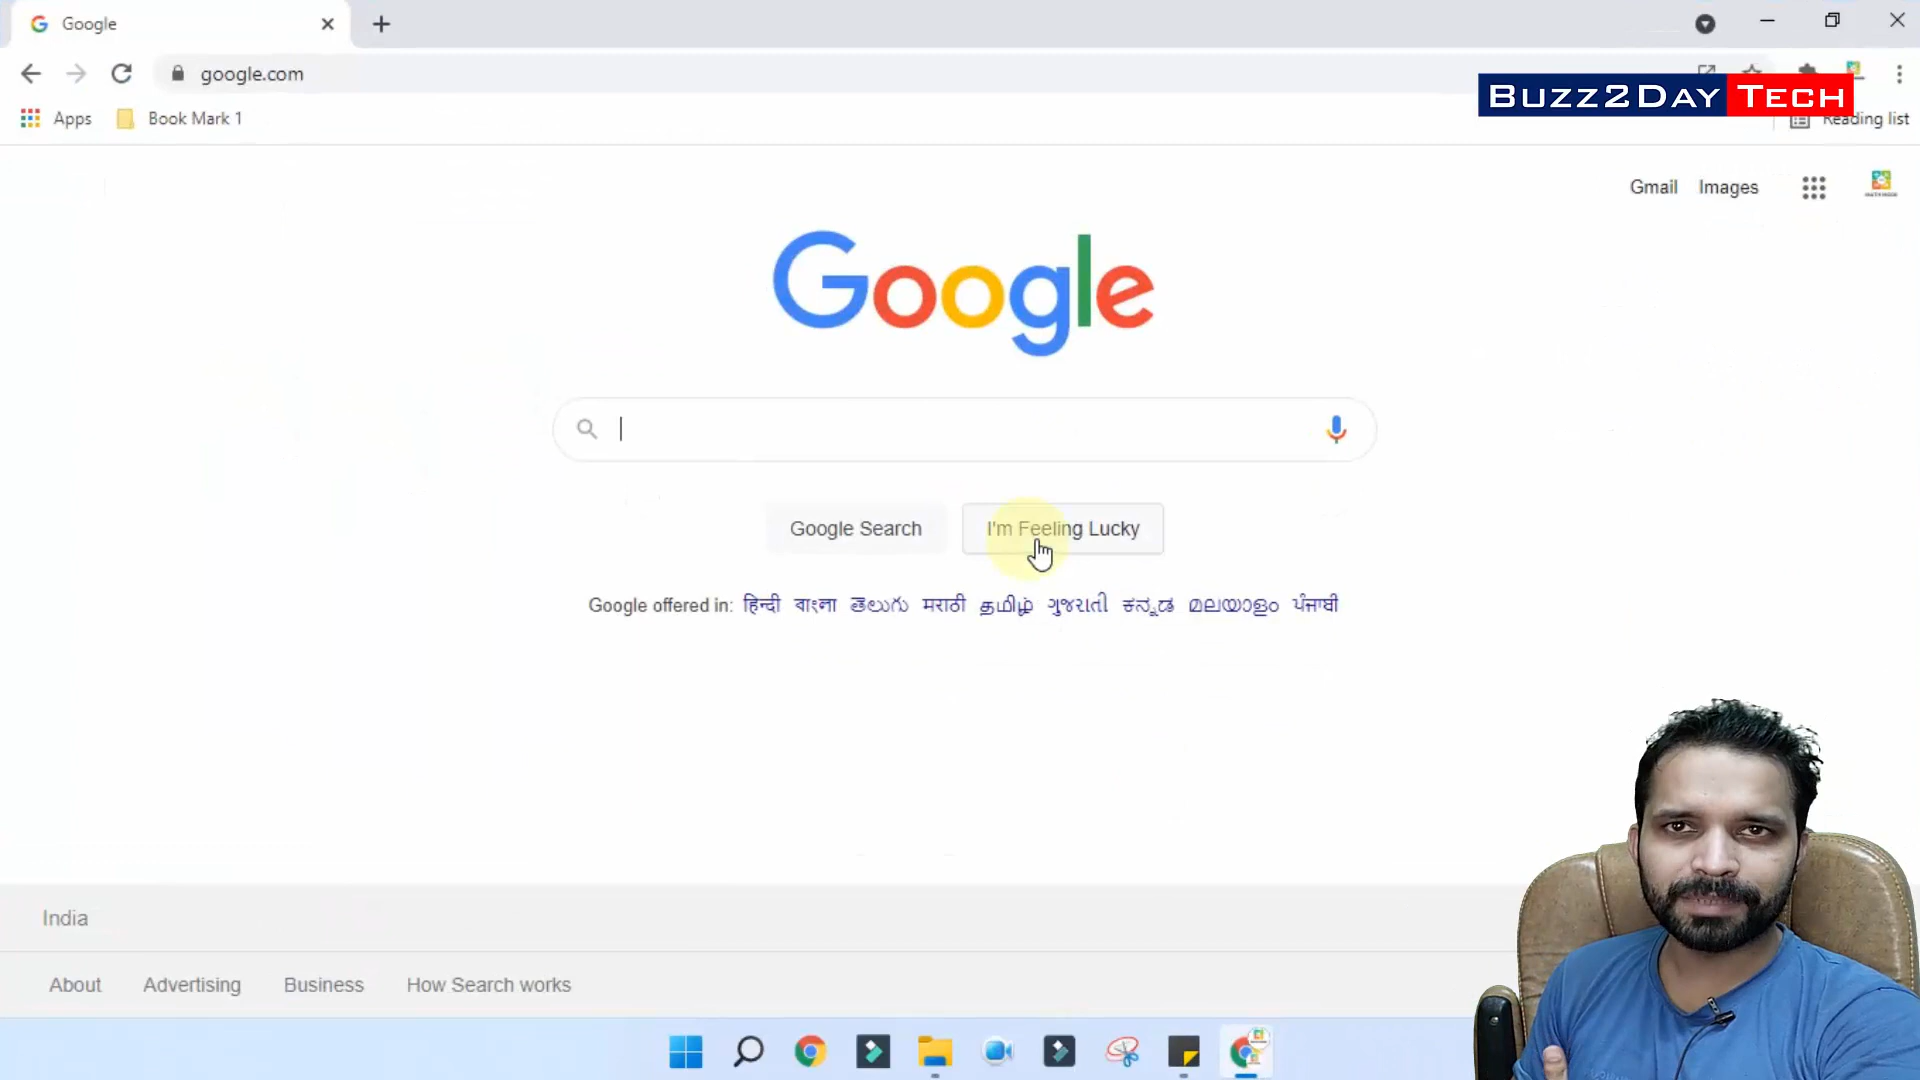 Google
google.com
Buzz2Day Tech
Apps Book Mark 1
Reading list
Gmail Images
Google
Google Search I'm Feeling Lucky
Google offered in: हिन्दी বাংলা తెలుగు मराठी தமிழ் ગુજરાતી ಕನ್ನಡ മലയാളം ਪੰਜਾਬੀ
India
About Advertising Business How Search works